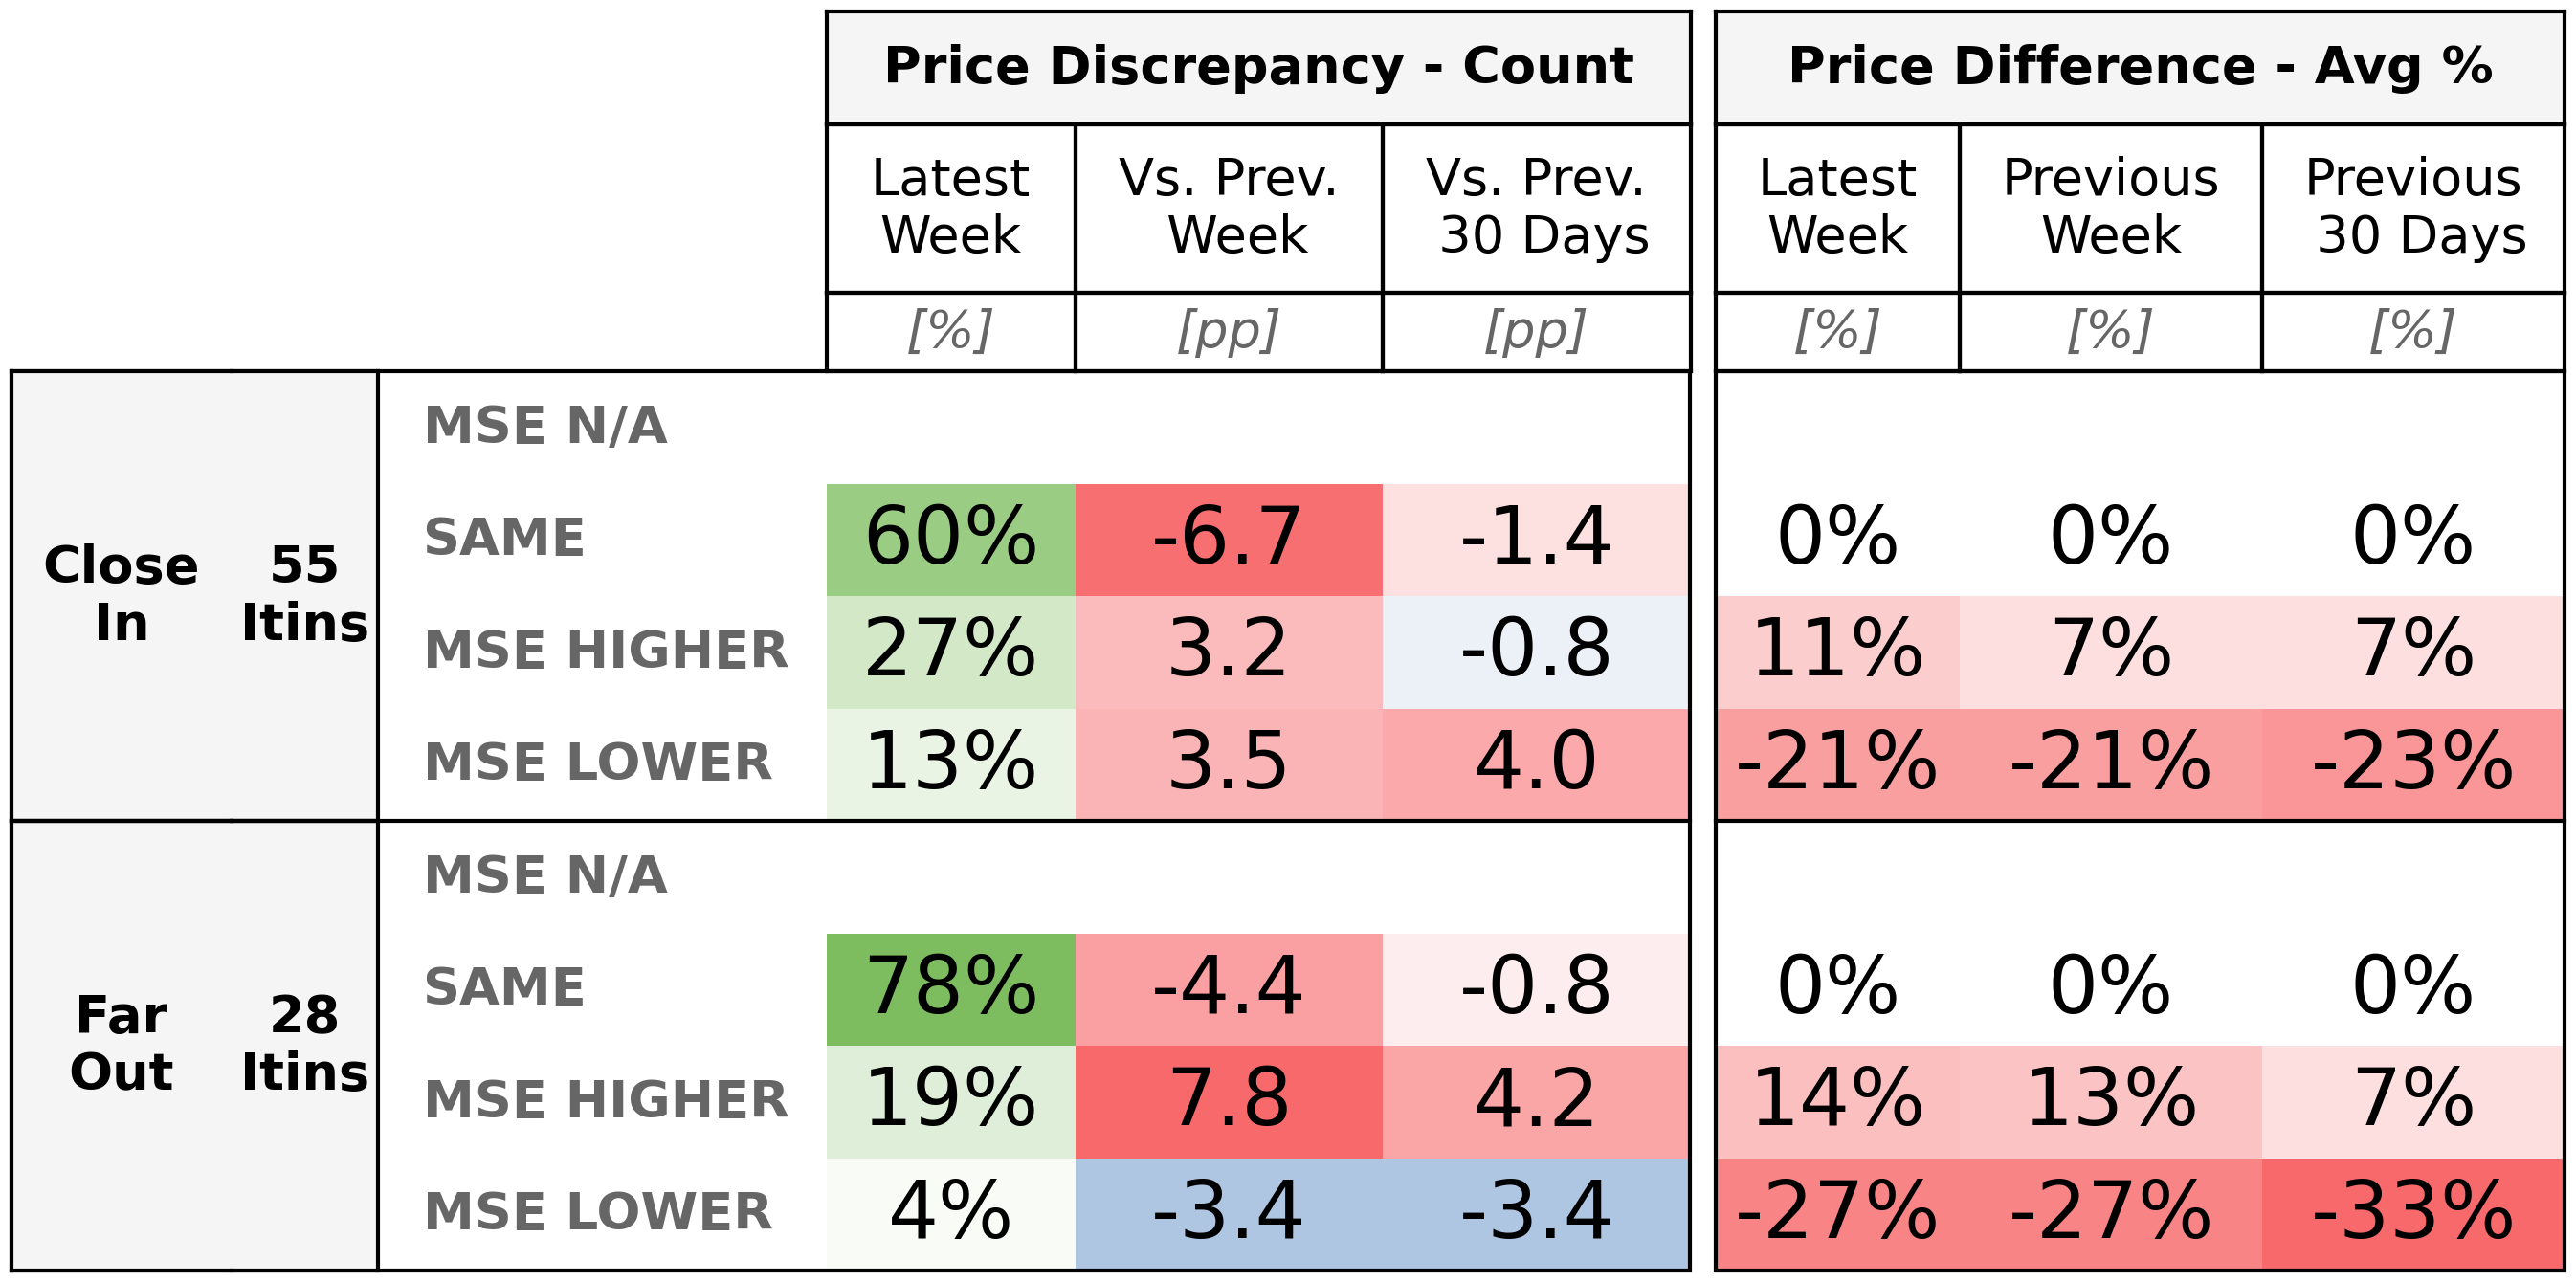 Price Discrepancy - Count Price Difference - Avg %
Latest Week Vs. Prev. Week Vs. Prev. 30 Days Latest Week Previous Week Previous 30 Days
[%] [pp] [pp] [%] [%] [%]
Close In 55 Itins
MSE N/A
SAME 60% -6.7 -1.4 0% 0% 0%
MSE HIGHER 27% 3.2 -0.8 11% 7% 7%
MSE LOWER 13% 3.5 4.0 -21% -21% -23%
Far Out 28 Itins
MSE N/A
SAME 78% -4.4 -0.8 0% 0% 0%
MSE HIGHER 19% 7.8 4.2 14% 13% 7%
MSE LOWER 4% -3.4 -3.4 -27% -27% -33%